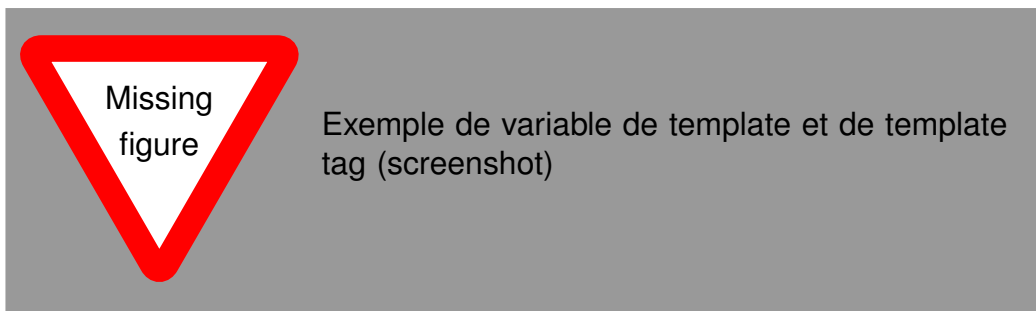 Missing
figure
Exemple de variable de template et de template
tag (screenshot)